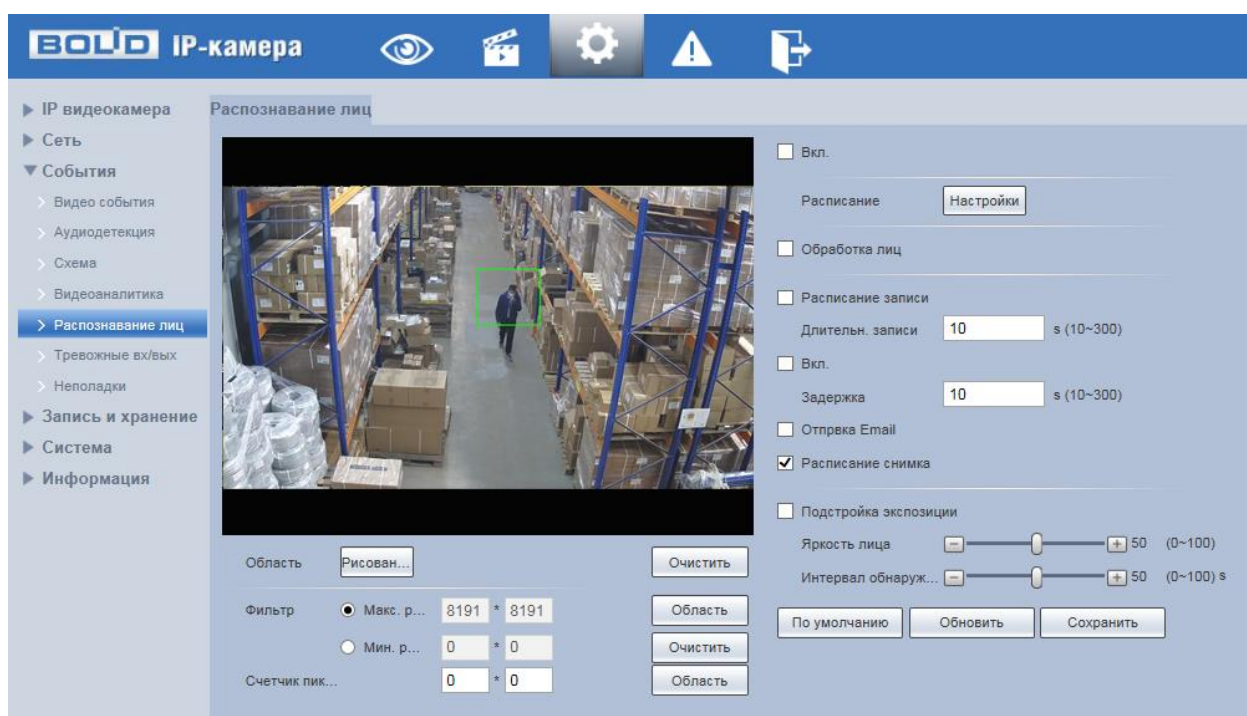 BOLID IP-камера
IP видеокамера
Сеть
События
Видео события
Аудиодетекция
Схема
Видеоаналитика
Распознавание лиц
Тревожные вх/вых
Неполадки
Запись и хранение
Система
Информация
Распознавание лиц
Область Рисован... Очистить
Фильтр Макс. р... 8191 * 8191 Область
Мин. р... 0 * 0 Очистить
Счетчик пик... 0 * 0 Область
Вкл.
Расписание Настройки
Обработка лиц
Расписание записи
Длительн. записи 10 s (10~300)
Вкл.
Задержка 10 s (10~300)
Отпрвка Email
Расписание снимка
Подстройка экспозиции
Яркость лица 50 (0~100)
Интервал обнаруж... 50 (0~100) s
По умолчанию Обновить Сохранить